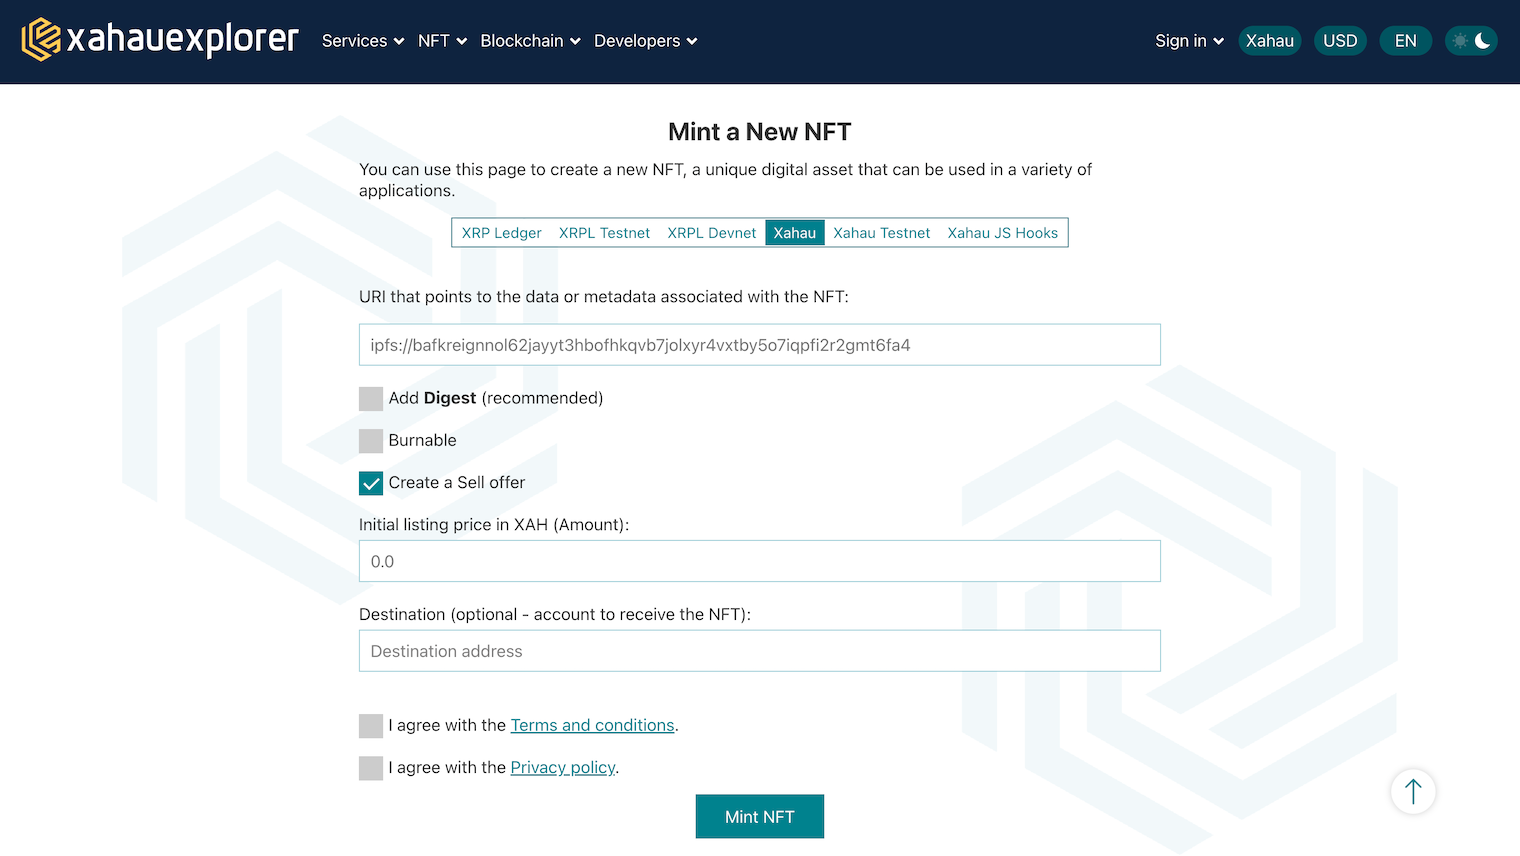 xahauexplorer Services NFT Blockchain Developers Sign in Xahau USD EN
Mint a New NFT
You can use this page to create a new NFT, a unique digital asset that can be used in a variety of
applications.
XRP Ledger XRPL Testnet XRPL Devnet Xahau Xahau Testnet Xahau JS Hooks
URI that points to the data or metadata associated with the NFT:
ipfs://bafkreignnol62jayyt3hbofhkqvb7jolxyr4vxtby5o7iqpfi2r2gmt6fa4
Add Digest (recommended)
Burnable
Create a Sell offer
Initial listing price in XAH (Amount):
0.0
Destination (optional - account to receive the NFT):
Destination address
I agree with the Terms and conditions.
I agree with the Privacy policy.
Mint NFT